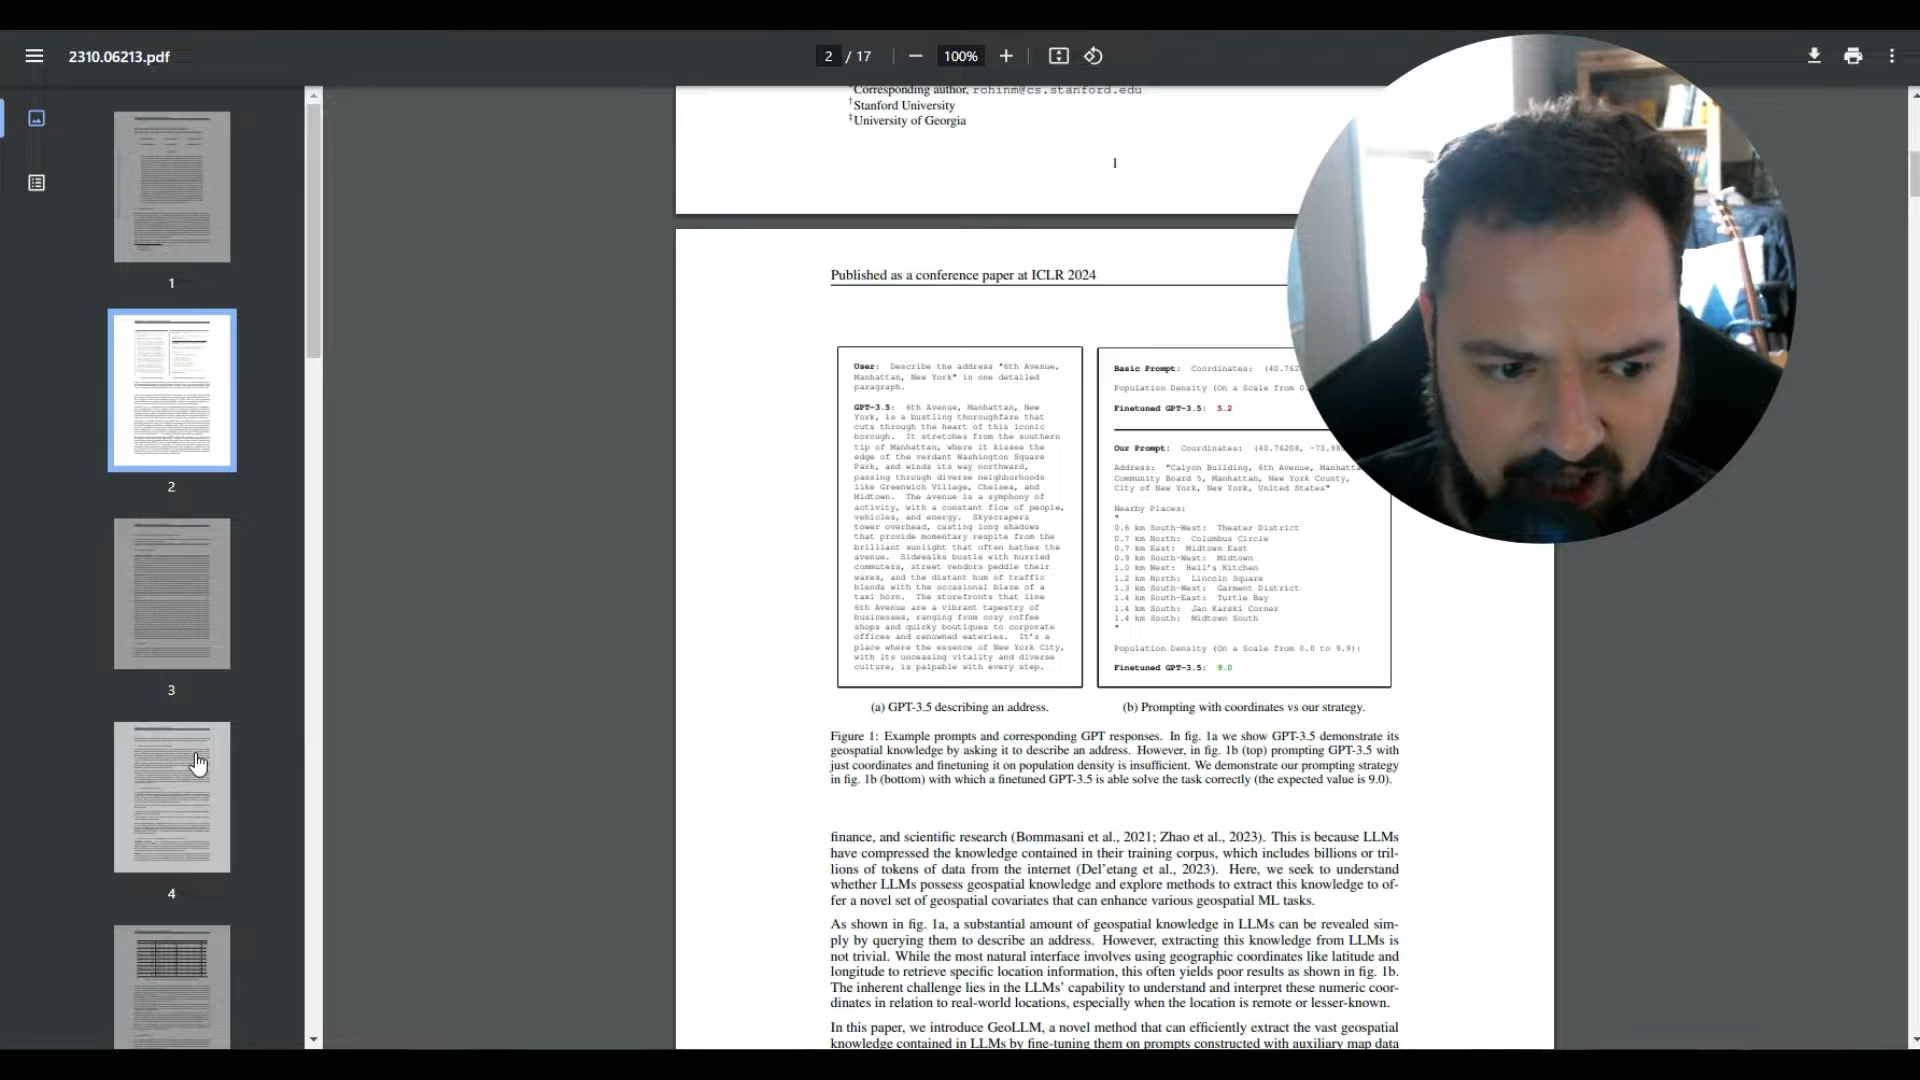 2310.06213.pdf
2 / 17
100%
1
2
3
4
*Corresponding author, rohinm@cs.stanford.edu
†Stanford University
‡University of Georgia
1
Published as a conference paper at ICLR 2024
User: Describe the address "6th Avenue,
Manhattan, New York" in one detailed
paragraph.
GPT-3.5: 6th Avenue, Manhattan, New
York, is a bustling thoroughfare that
cuts through the heart of this iconic
borough. It stretches from the southern
tip of Manhattan, where it kisses the
edge of the verdant Washington Square
Park, and winds its way northward,
passing through diverse neighborhoods
like Greenwich Village, Chelsea, and
Midtown. The avenue is a symphony of
activity, with a constant flow of people,
vehicles, and energy. Skyscrapers
tower overhead, casting long shadows
that provide momentary respite from the
brilliant sunlight that often bathes the
avenue. Sidewalks bustle with hurried
commuters, street vendors peddle their
wares, and the distant hum of traffic
blends with the occasional blare of a
taxi horn. The storefronts that line
6th Avenue are a vibrant tapestry of
businesses, ranging from cozy coffee
shops and quirky boutiques to corporate
offices and renowned eateries. It's a
place where the essence of New York City,
with its unceasing vitality and diverse
culture, is palpable with every step.
(a) GPT-3.5 describing an address.
Basic Prompt: Coordinates: (40.762
Population Density (On a Scale from 0.
Finetuned GPT-3.5: 5.2
Our Prompt: Coordinates: (40.76208, -73.98
Address: "Calyon Building, 6th Avenue, Manhatta
Community Board 5, Manhattan, New York County,
City of New York, New York, United States"
Nearby Places:
"
0.6 km South-West: Theater District
0.7 km North: Columbus Circle
0.7 km East: Midtown East
0.9 km South-West: Midtown
1.0 km West: Hell's Kitchen
1.2 km North: Lincoln Square
1.3 km South-West: Garment District
1.4 km South-East: Turtle Bay
1.4 km South: Jan Karski Corner
1.4 km South: Midtown South
"
Population Density (On a Scale from 0.0 to 9.9):
Finetuned GPT-3.5: 9.0
(b) Prompting with coordinates vs our strategy.
Figure 1: Example prompts and corresponding GPT responses. In fig. 1a we show GPT-3.5 demonstrate its
geospatial knowledge by asking it to describe an address. However, in fig. 1b (top) prompting GPT-3.5 with
just coordinates and finetuning it on population density is insufficient. We demonstrate our prompting strategy
in fig. 1b (bottom) with which a finetuned GPT-3.5 is able solve the task correctly (the expected value is 9.0).
finance, and scientific research (Bommasani et al., 2021; Zhao et al., 2023). This is because LLMs
have compressed the knowledge contained in their training corpus, which includes billions or tril-
lions of tokens of data from the internet (Del'etang et al., 2023). Here, we seek to understand
whether LLMs possess geospatial knowledge and explore methods to extract this knowledge to of-
fer a novel set of geospatial covariates that can enhance various geospatial ML tasks.
As shown in fig. 1a, a substantial amount of geospatial knowledge in LLMs can be revealed sim-
ply by querying them to describe an address. However, extracting this knowledge from LLMs is
not trivial. While the most natural interface involves using geographic coordinates like latitude and
longitude to retrieve specific location information, this often yields poor results as shown in fig. 1b.
The inherent challenge lies in the LLMs' capability to understand and interpret these numeric coor-
dinates in relation to real-world locations, especially when the location is remote or lesser-known.
In this paper, we introduce GeoLLM, a novel method that can efficiently extract the vast geospatial
knowledge contained in LLMs by fine-tuning them on prompts constructed with auxiliary map data